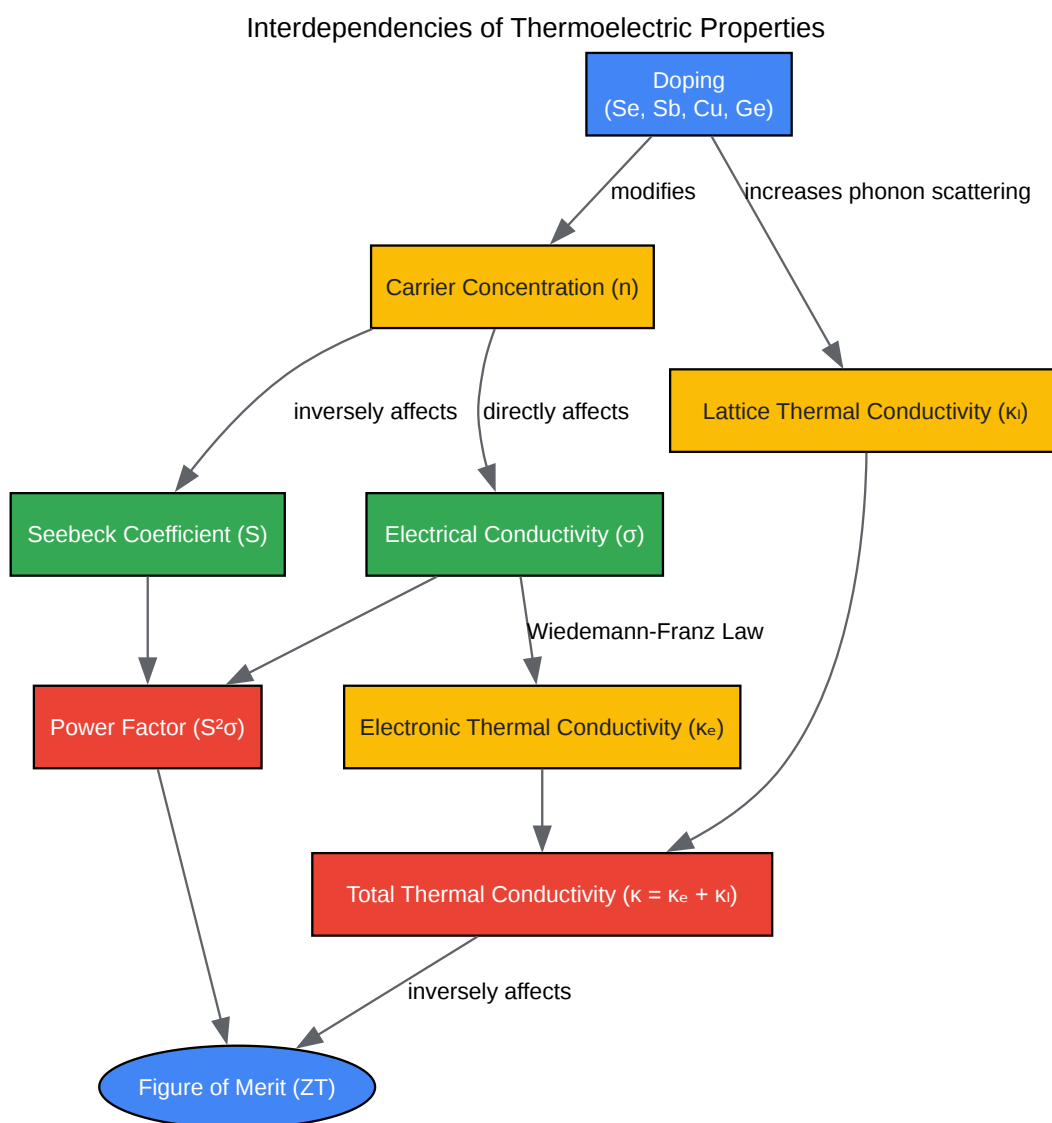 Interdependencies of Thermoelectric Properties
Doping
(Se, Sb, Cu, Ge)
modifies
increases phonon scattering
Carrier Concentration (n)
Lattice Thermal Conductivity (κₗ)
inversely affects
directly affects
Seebeck Coefficient (S)
Electrical Conductivity (σ)
Wiedemann-Franz Law
Power Factor (S²σ)
Electronic Thermal Conductivity (κₑ)
Total Thermal Conductivity (κ = κₑ + κₗ)
inversely affects
Figure of Merit (ZT)